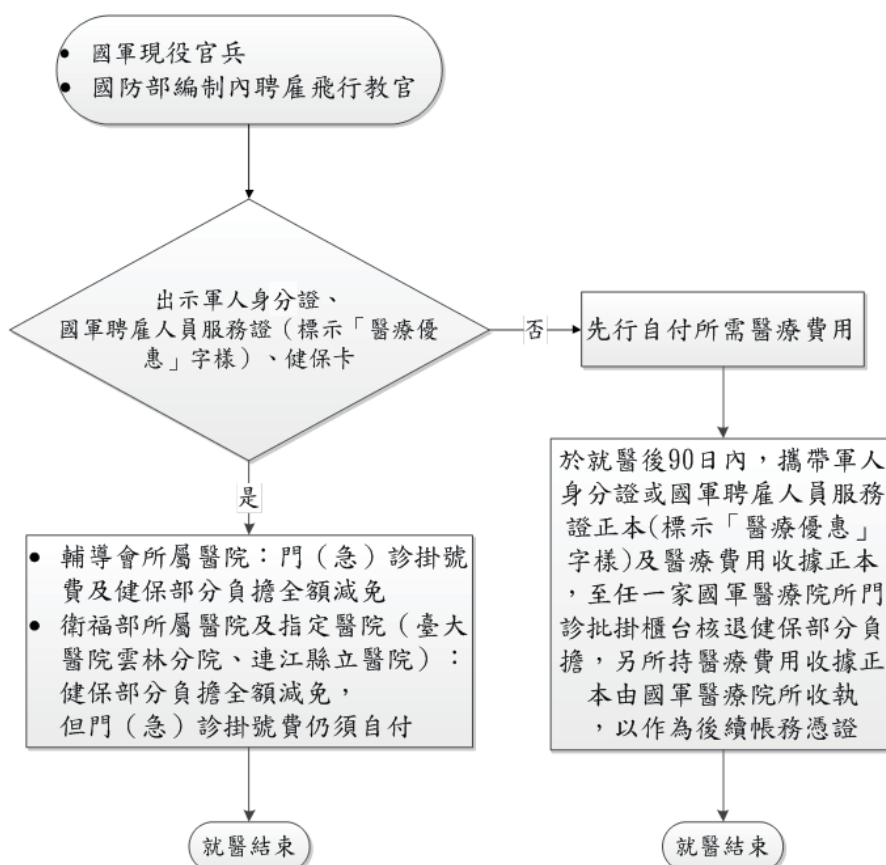 • 國軍現役官兵
• 國防部編制內聘雇飛行教官
出示軍人身分證、
國軍聘雇人員服務證（標示「醫療優
惠」字樣）、健保卡
否
先行自付所需醫療費用
是
• 輔導會所屬醫院：門（急）診掛號
費及健保部分負擔全額減免
• 衛福部所屬醫院及指定醫院（臺大
醫院雲林分院、連江縣立醫院）：
健保部分負擔全額減免，
但門（急）診掛號費仍須自付
於就醫後90日內，攜帶軍人
身分證或國軍聘雇人員服務
證正本(標示「醫療優惠」
字樣)及醫療費用收據正本
，至任一家國軍醫療院所門
診批掛櫃台核退健保部分負
擔，另所持醫療費用收據正
本由國軍醫療院所收執
，以作為後續帳務憑證
就醫結束
就醫結束